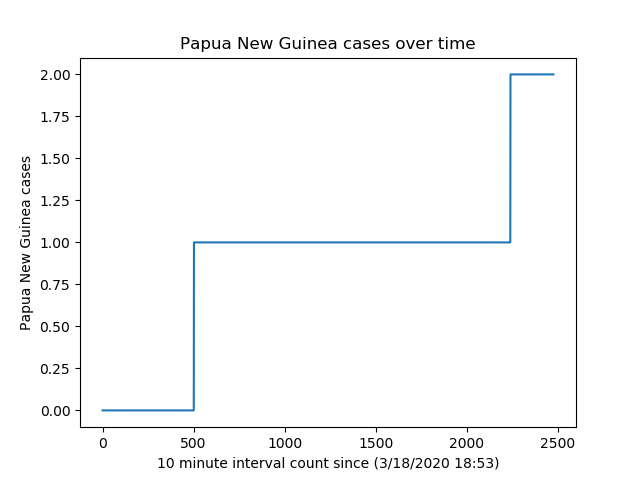 Papua New Guinea cases over time
2.00
1.75
1.50
1.25
1.00
0.75
0.50
0.25
0.00
Papua New Guinea cases
0 500 1000 1500 2000 2500
10 minute interval count since (3/18/2020 18:53)